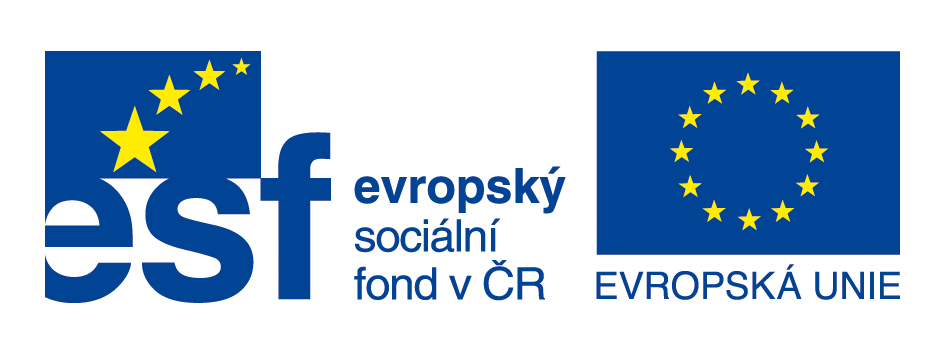 esf
evropský
sociální
fond v ČR
EVROPSKÁ UNIE